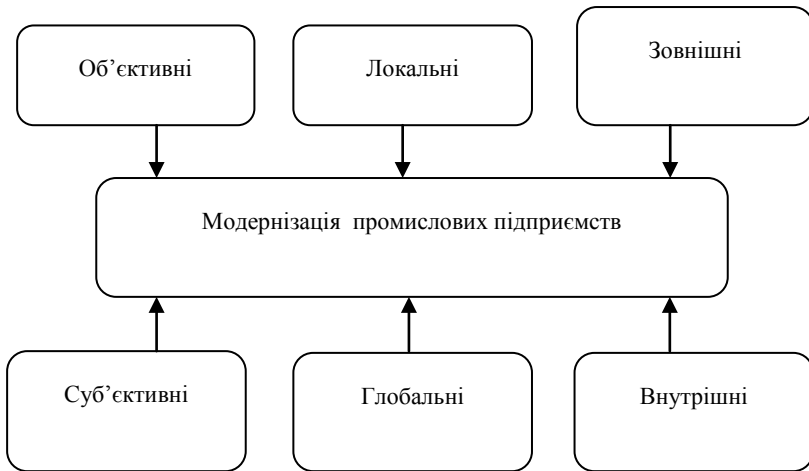 Об’єктивні
Локальні
Зовнішні
Модернізація промислових підприємств
Суб’єктивні
Глобальні
Внутрішні